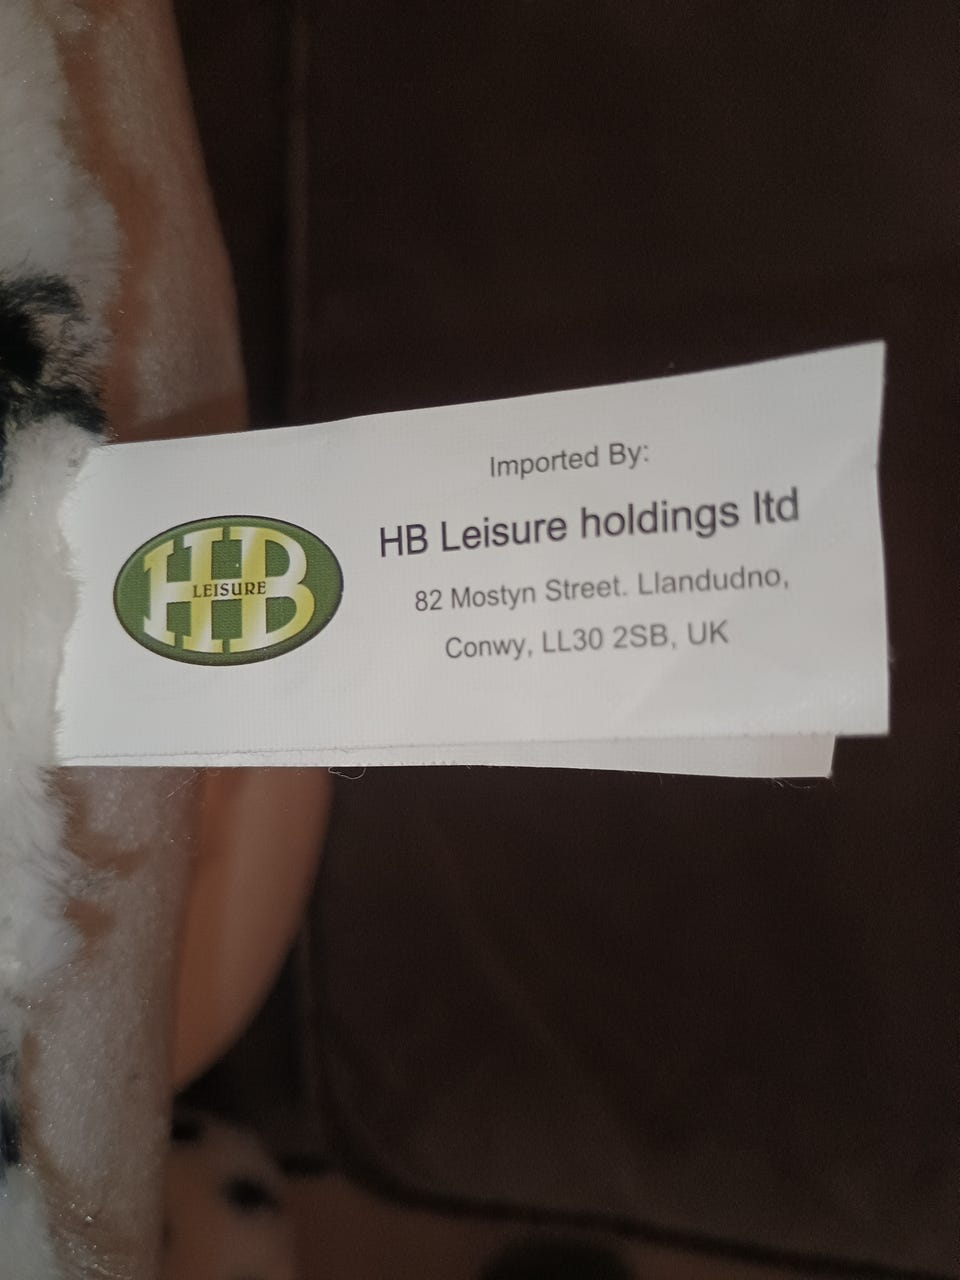 HB
LEISURE
Imported By:
HB Leisure holdings ltd
82 Mostyn Street. Llandudno,
Conwy, LL30 2SB, UK